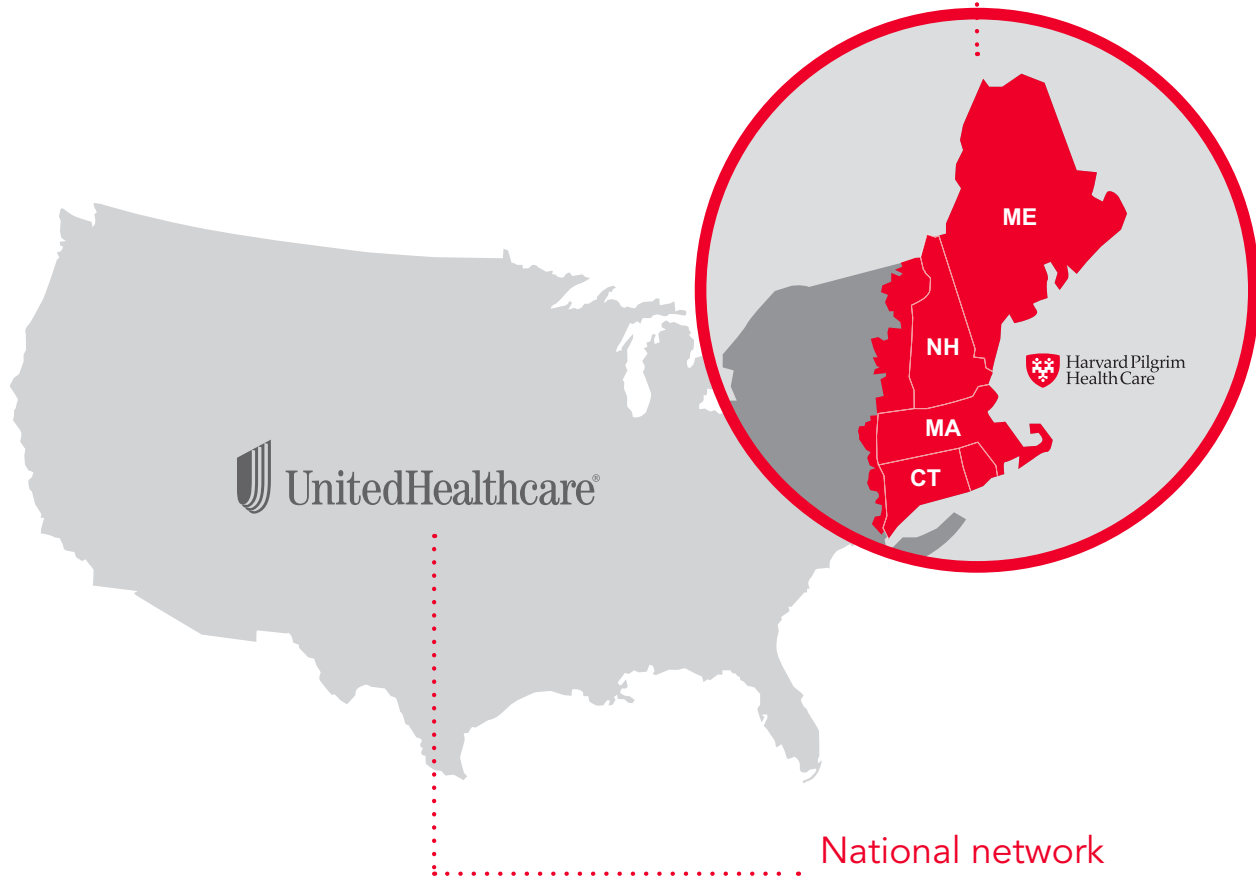 ME
NH
Harvard Pilgrim
Health Care
MA
CT
UnitedHealthcare®
National network